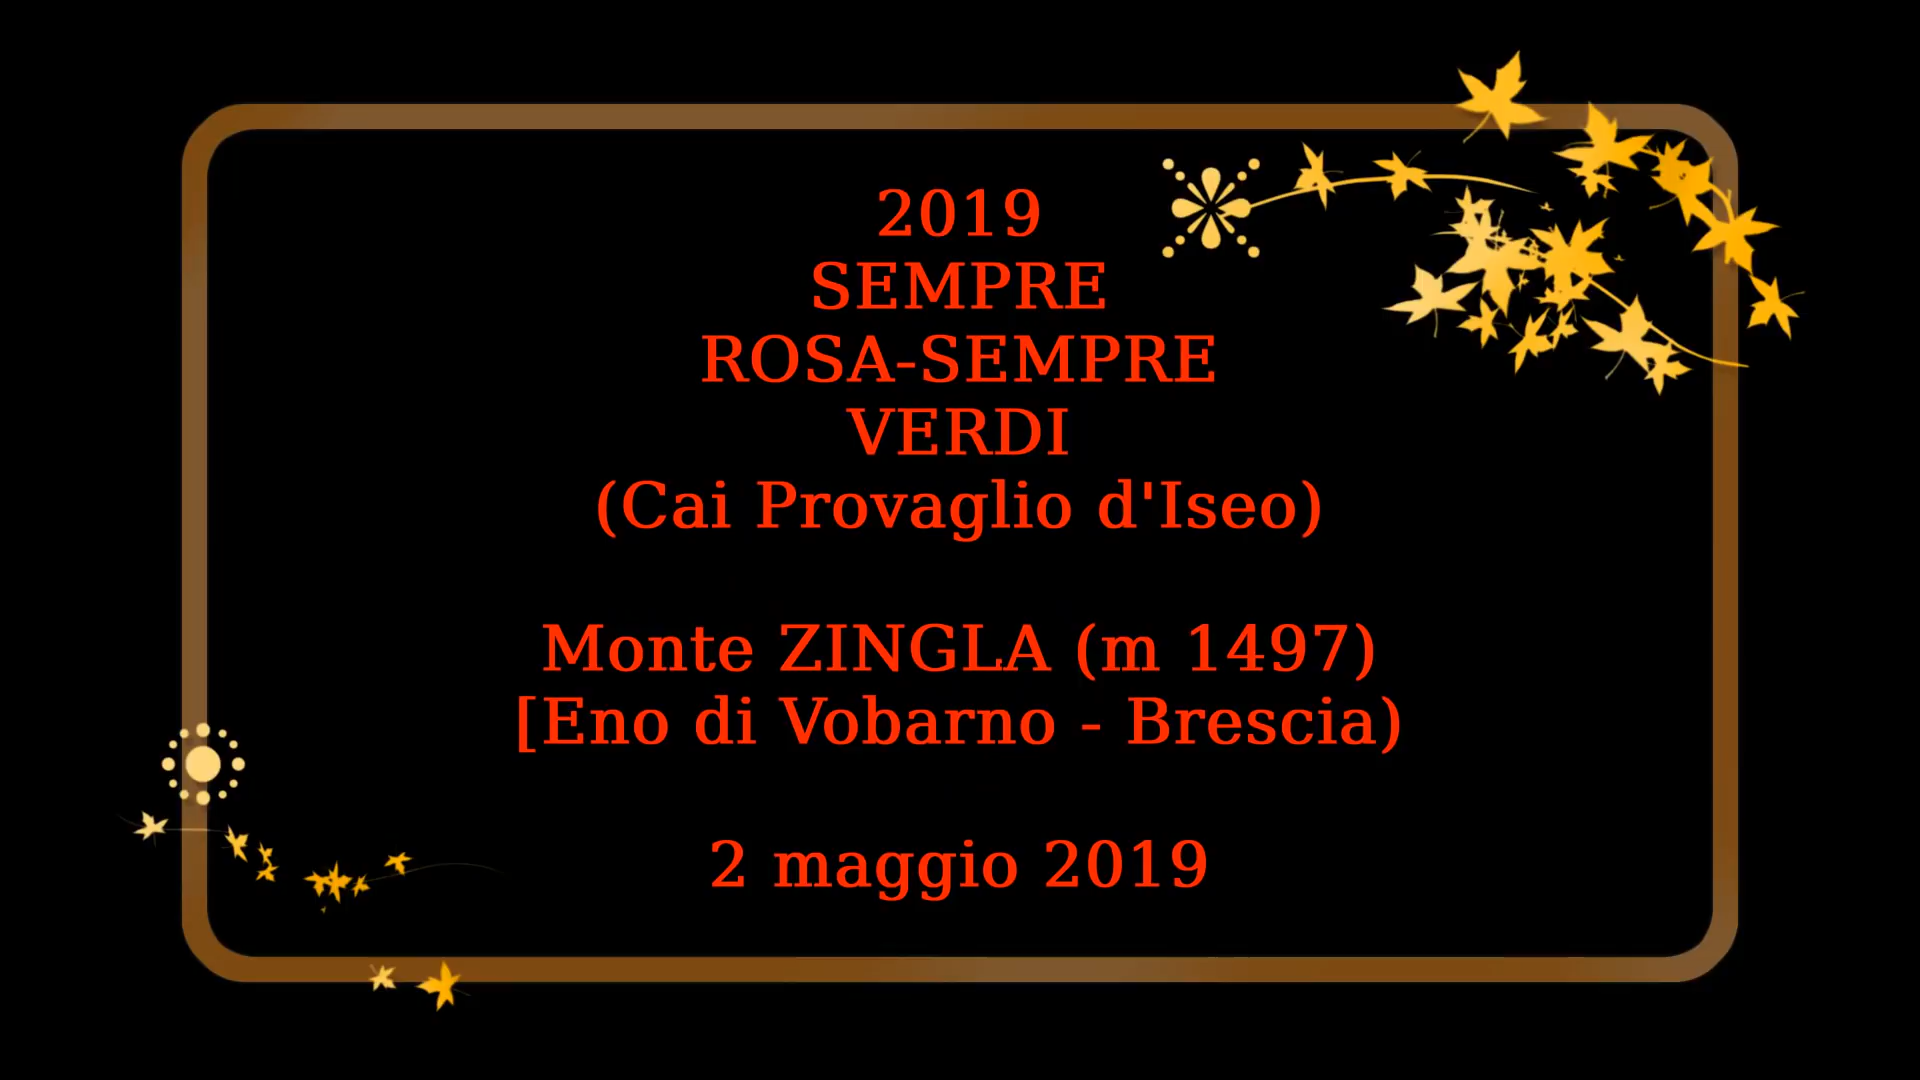 2019
SEMPRE
ROSA-SEMPRE
VERDI
(Cai Provaglio d'Iseo)
Monte ZINGLA (m 1497)
[Eno di Vobarno - Brescia)
2 maggio 2019